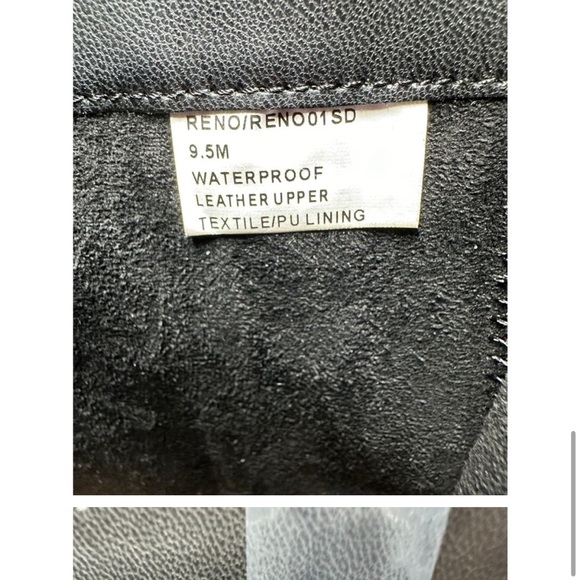 RENO/RENO01SD
9.5M
WATERPROOF
LEATHER UPPER
TEXTILE/PU LINING